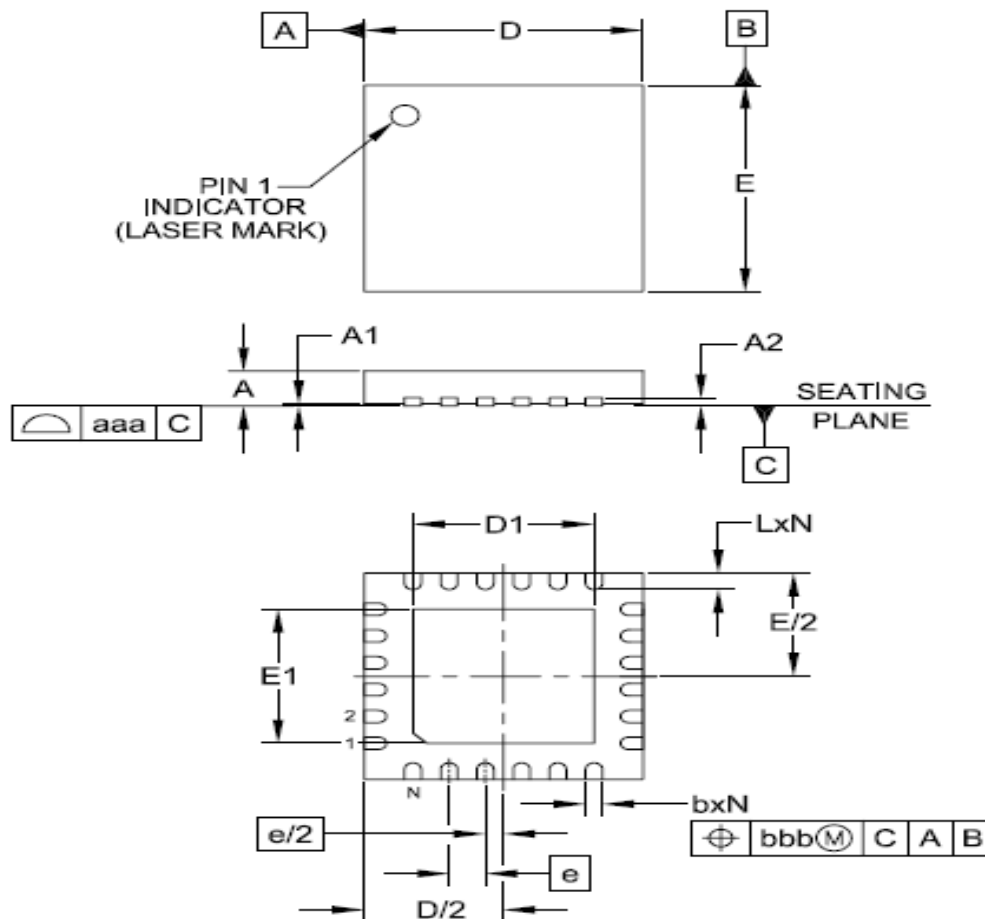 A
D
B
PIN 1
INDICATOR
(LASER MARK)
E
A1
A2
A
SEATING
PLANE
aaa C
C
D1
LxN
E/2
E1
2
1
N
bxN
e/2
bbbⓂ C A B
e
D/2